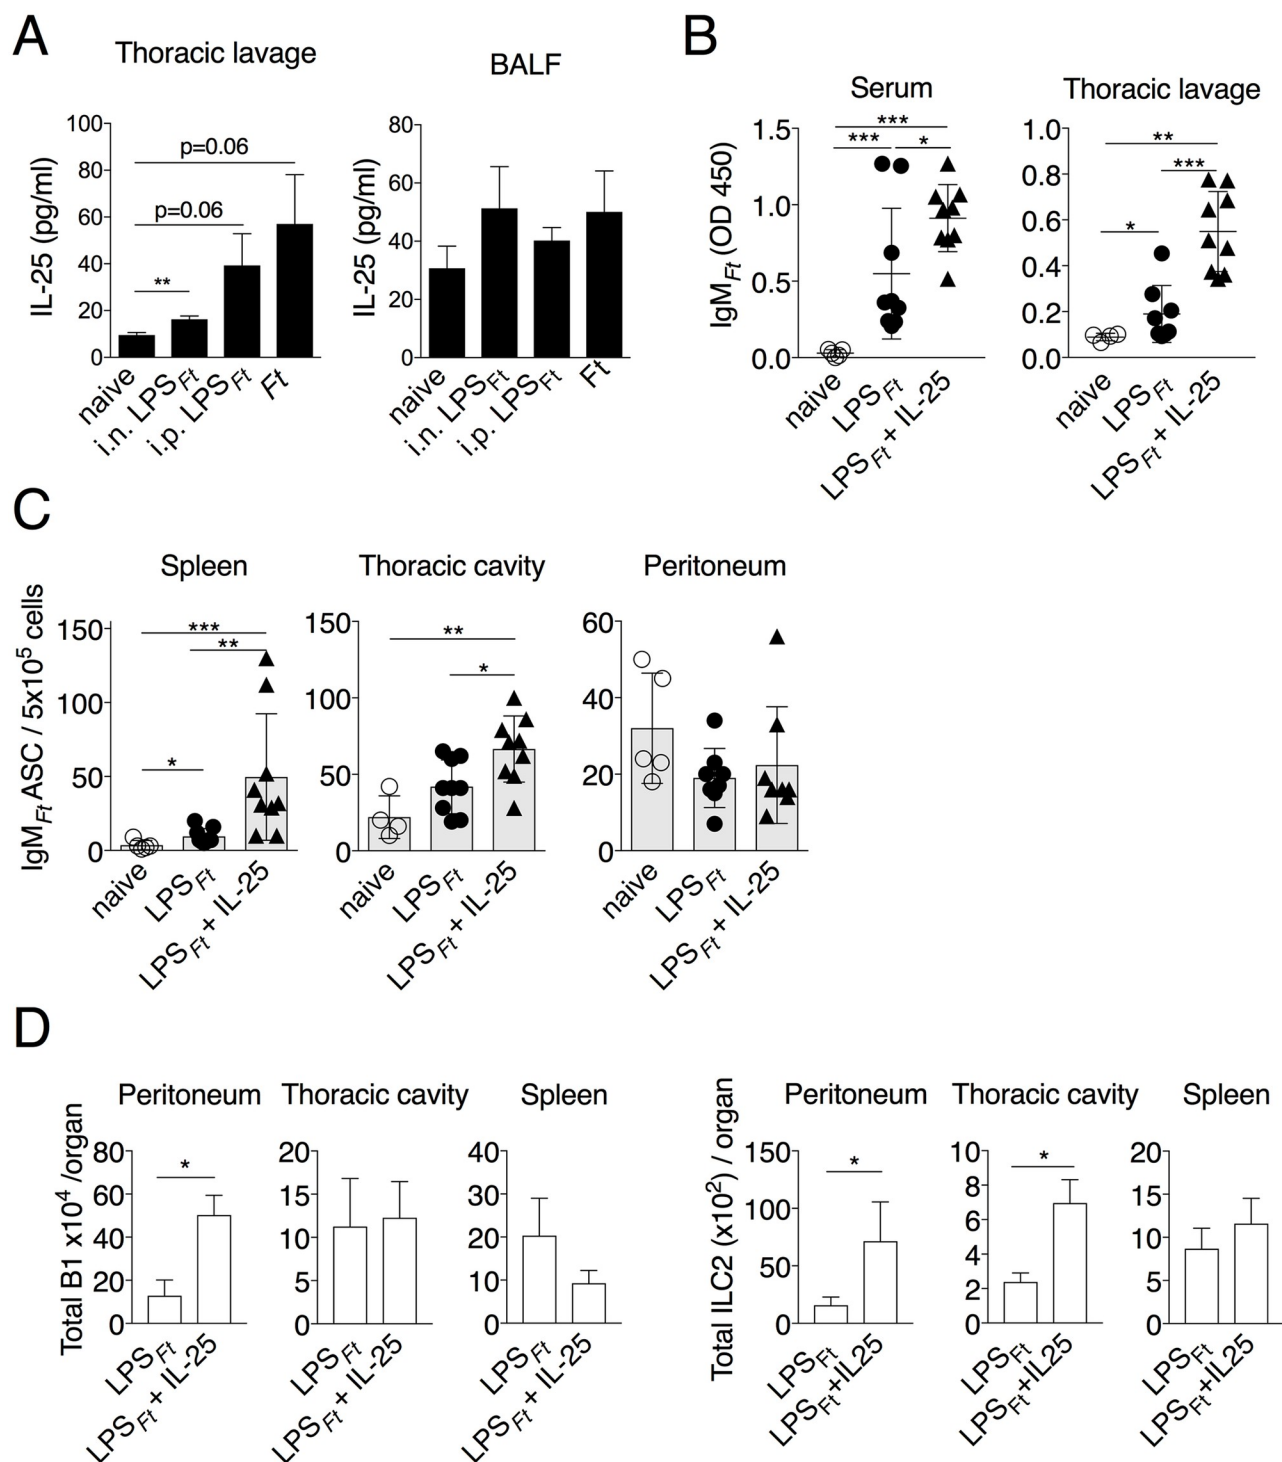 A
Thoracic lavage
IL-25 (pg/ml)
100
80
60
40
20
0
p=0.06
p=0.06
**
naive
i.n. LPSFt
i.p. LPSFt
Ft
BALF
IL-25 (pg/ml)
80
60
40
20
0
naive
i.n. LPSFt
i.p. LPSFt
Ft
B
Serum
IgMFt (OD 450)
1.5
1.0
0.5
0.0
***
*** *
naive
LPSFt
LPSFt + IL-25
Thoracic lavage
1.0
0.8
0.6
0.4
0.2
0.0
**
***
*
naive
LPSFt
LPSFt + IL-25
C
Spleen
IgMFt ASC / 5x10⁵ cells
150
100
50
0
***
**
*
naive
LPSFt
LPSFt + IL-25
Thoracic cavity
150
100
50
0
**
*
naive
LPSFt
LPSFt + IL-25
Peritoneum
60
40
20
0
naive
LPSFt
LPSFt + IL-25
D
Peritoneum
Total B1 x10⁴ /organ
80
60
40
20
0
*
LPSFt
LPSFt + IL-25
Thoracic cavity
20
15
10
5
0
LPSFt
LPSFt + IL-25
Spleen
40
30
20
10
0
LPSFt
LPSFt + IL-25
Peritoneum
Total ILC2 (x10²) / organ
150
100
50
0
*
LPSFt
LPSFt+IL25
Thoracic cavity
10
8
6
4
2
0
*
LPSFt
LPSFt+IL25
Spleen
20
15
10
5
0
LPSFt
LPSFt+IL25